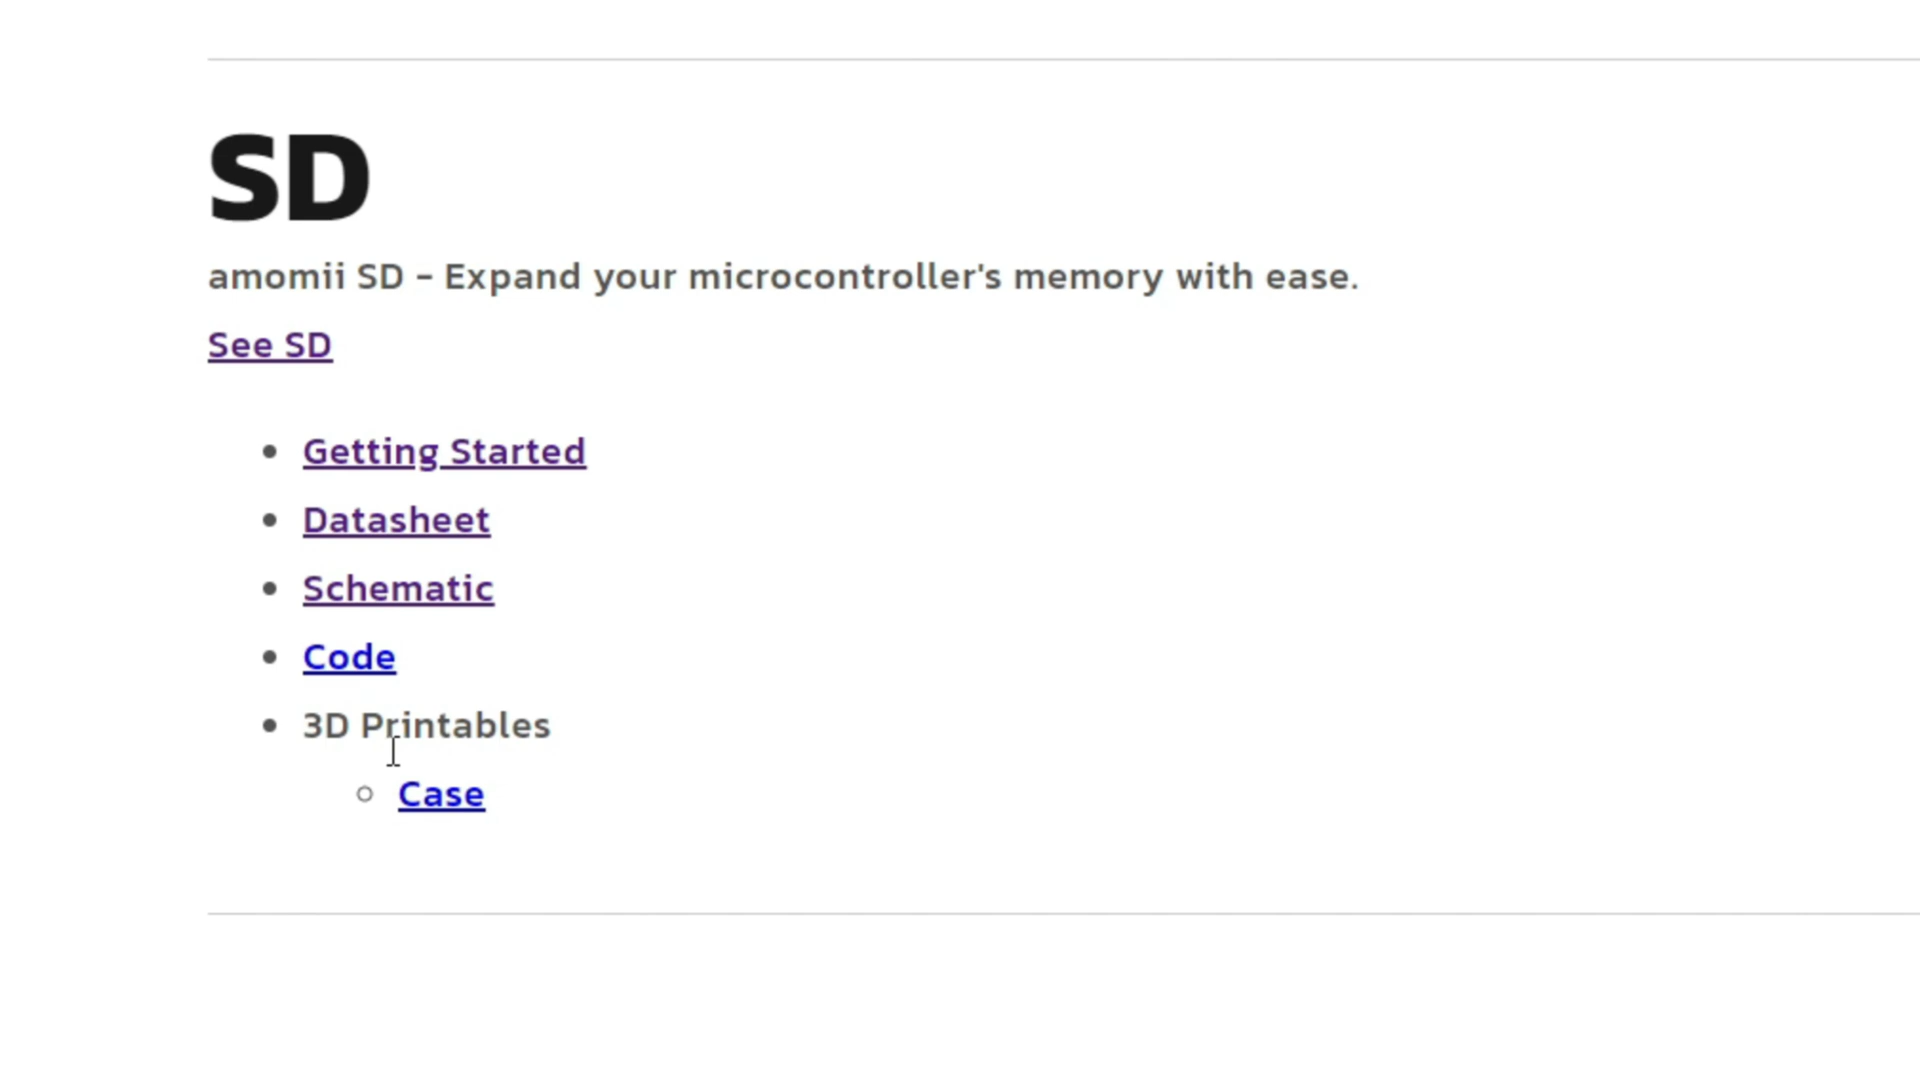 SD
amomii SD - Expand your microcontroller's memory with ease.
See SD
Getting Started
Datasheet
Schematic
Code
3D Printables
Case